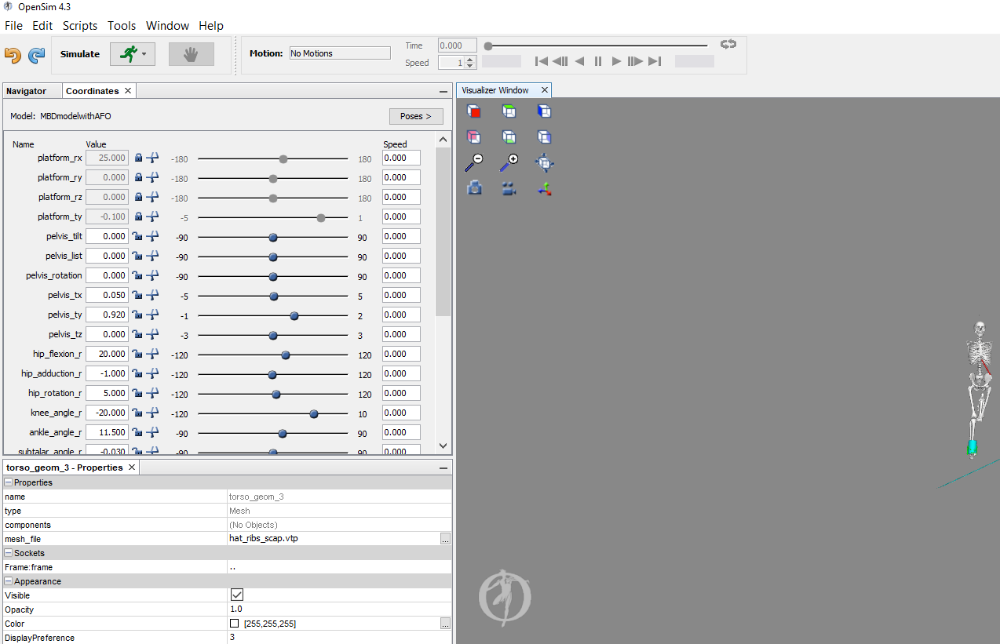 OpenSim 4.3
File Edit Scripts Tools Window Help
Simulate
Motion: No Motions
Time 0.000
Speed 1
Navigator Coordinates
Model: MBDmodelwithAFO Poses >
Name Value Speed
platform_rx 25.000 -180 180 0.000
platform_ry 0.000 -180 180 0.000
platform_rz 0.000 -180 180 0.000
platform_ty -0.100 -5 1 0.000
pelvis_tilt 0.000 -90 90 0.000
pelvis_list 0.000 -90 90 0.000
pelvis_rotation 0.000 -90 90 0.000
pelvis_tx 0.050 -5 5 0.000
pelvis_ty 0.920 -1 2 0.000
pelvis_tz 0.000 -3 3 0.000
hip_flexion_r 20.000 -120 120 0.000
hip_adduction_r -1.000 -120 120 0.000
hip_rotation_r 5.000 -120 120 0.000
knee_angle_r -20.000 -120 10 0.000
ankle_angle_r 11.500 -90 90 0.000
subtalar_angle_r -0.030 -90 90 0.000
torso_geom_3 - Properties
Properties
name torso_geom_3
type Mesh
components (No Objects)
mesh_file hat_ribs_scap.vtp ...
Sockets
Frame:frame ..
Appearance
Visible
Opacity 1.0
Color [255,255,255] ...
DisplayPreference 3
Visualizer Window